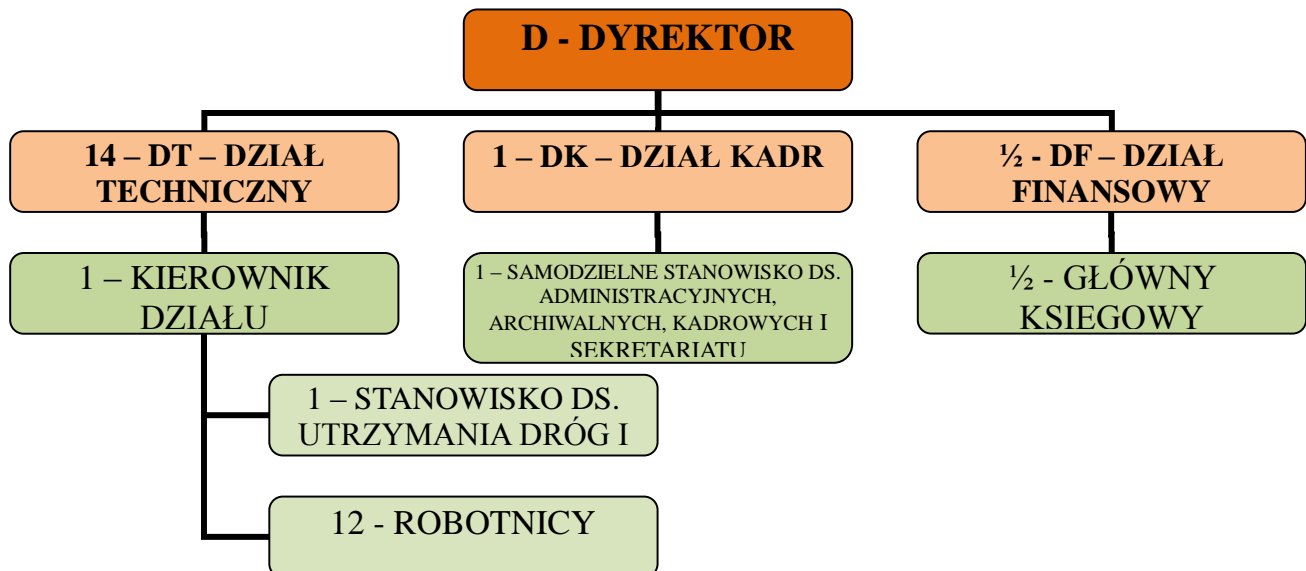 D - DYREKTOR
14 – DT – DZIAŁ
TECHNICZNY
1 – DK – DZIAŁ KADR
½ - DF – DZIAŁ
FINANSOWY
1 – KIEROWNIK
DZIAŁU
1 – SAMODZIELNE STANOWISKO DS.
ADMINISTRACYJNYCH,
ARCHIWALNYCH, KADROWYCH I
SEKRETARIATU
½ - GŁÓWNY
KSIEGOWY
1 – STANOWISKO DS.
UTRZYMANIA DRÓG I
12 - ROBOTNICY